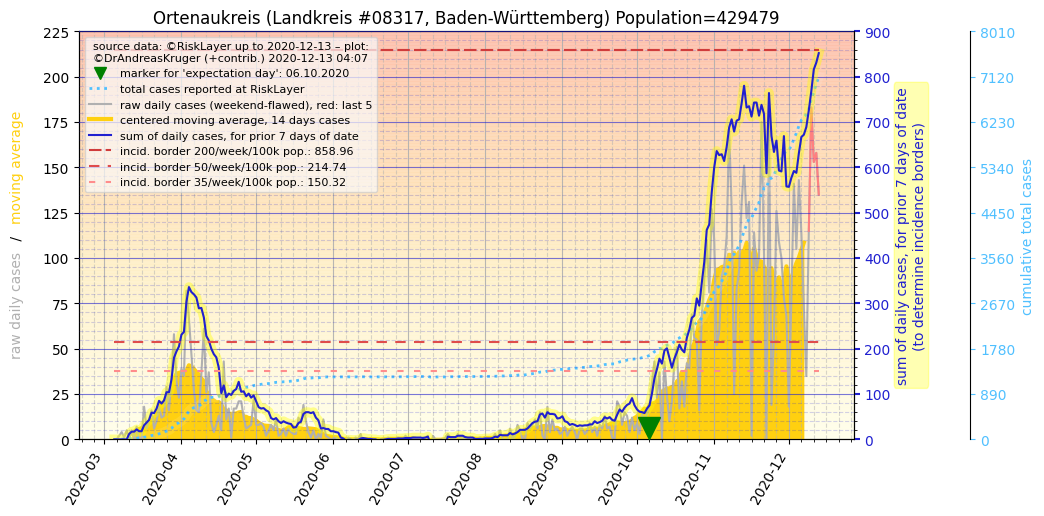 Ortenaukreis (Landkreis #08317, Baden-Württemberg) Population=429479
source data: ©RiskLayer up to 2020-12-13 – plot:
©DrAndreasKruger (+contrib.) 2020-12-13 04:07
marker for 'expectation day': 06.10.2020
total cases reported at RiskLayer
raw daily cases (weekend-flawed), red: last 5
centered moving average, 14 days cases
sum of daily cases, for prior 7 days of date
incid. border 200/week/100k pop.: 858.96
incid. border 50/week/100k pop.: 214.74
incid. border 35/week/100k pop.: 150.32
raw daily cases / moving average
225
200
175
150
125
100
75
50
25
0
2020-03
2020-04
2020-05
2020-06
2020-07
2020-08
2020-09
2020-10
2020-11
2020-12
900
800
700
600
500
400
300
200
100
0
sum of daily cases, for prior 7 days of date
(to determine incidence borders)
8010
7120
6230
5340
4450
3560
2670
1780
890
0
cumulative total cases